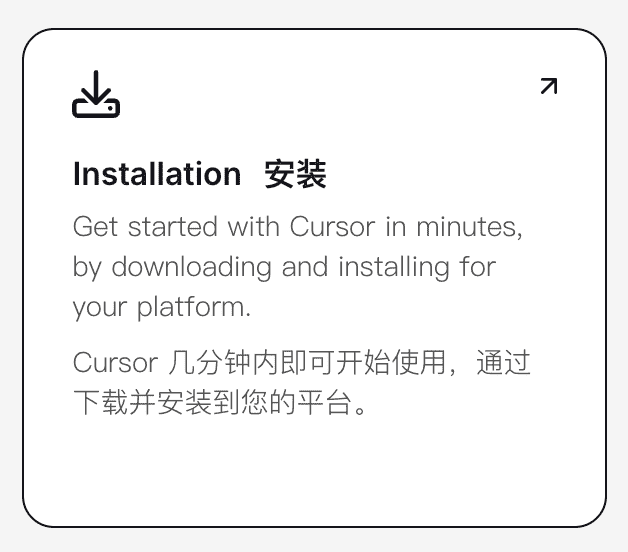 Installation 安装
Get started with Cursor in minutes,
by downloading and installing for
your platform.
Cursor 几分钟内即可开始使用，通过
下载并安装到您的平台。